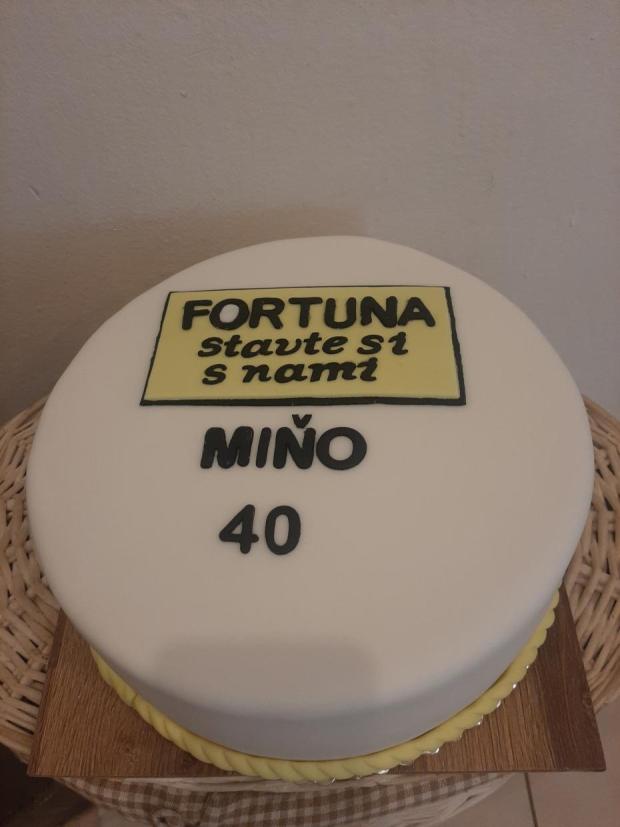 FORTUNA
stavte si
s nami
MIŇO
40